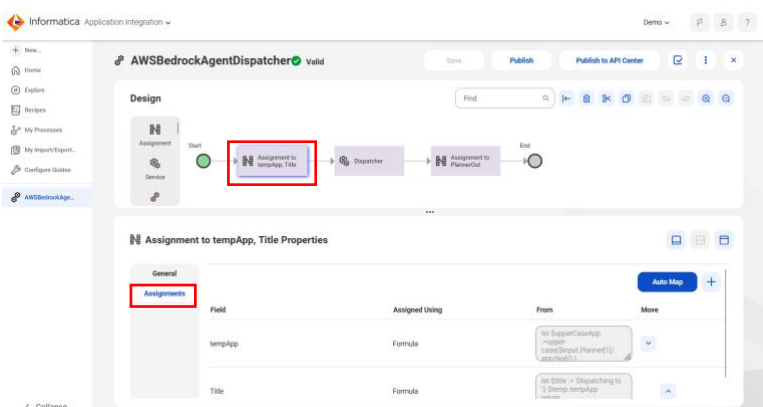 Informatica Application Integration
Demo
?
New...
Home
Explore
Recipes
My Processes
My Import/Export...
Configure Guides
AWSBedrockAge...
AWSBedrockAgentDispatcher Valid
Save
Publish
Publish to API Center
Design
Find
Assignment
Service
Start
Assignment to
tempApp, Title
Dispatcher
Assignment to
PlannerOut
End
Assignment to tempApp, Title Properties
General
Assignments
Auto Map
Field
Assigned Using
From
Move
tempApp
Formula
let $upperCaseApp
:=upper-
case($input.Planner[1]/
app/text() )
Title
Formula
let $title := 'Dispatching to
'|| $temp.tempApp
return
Collapse